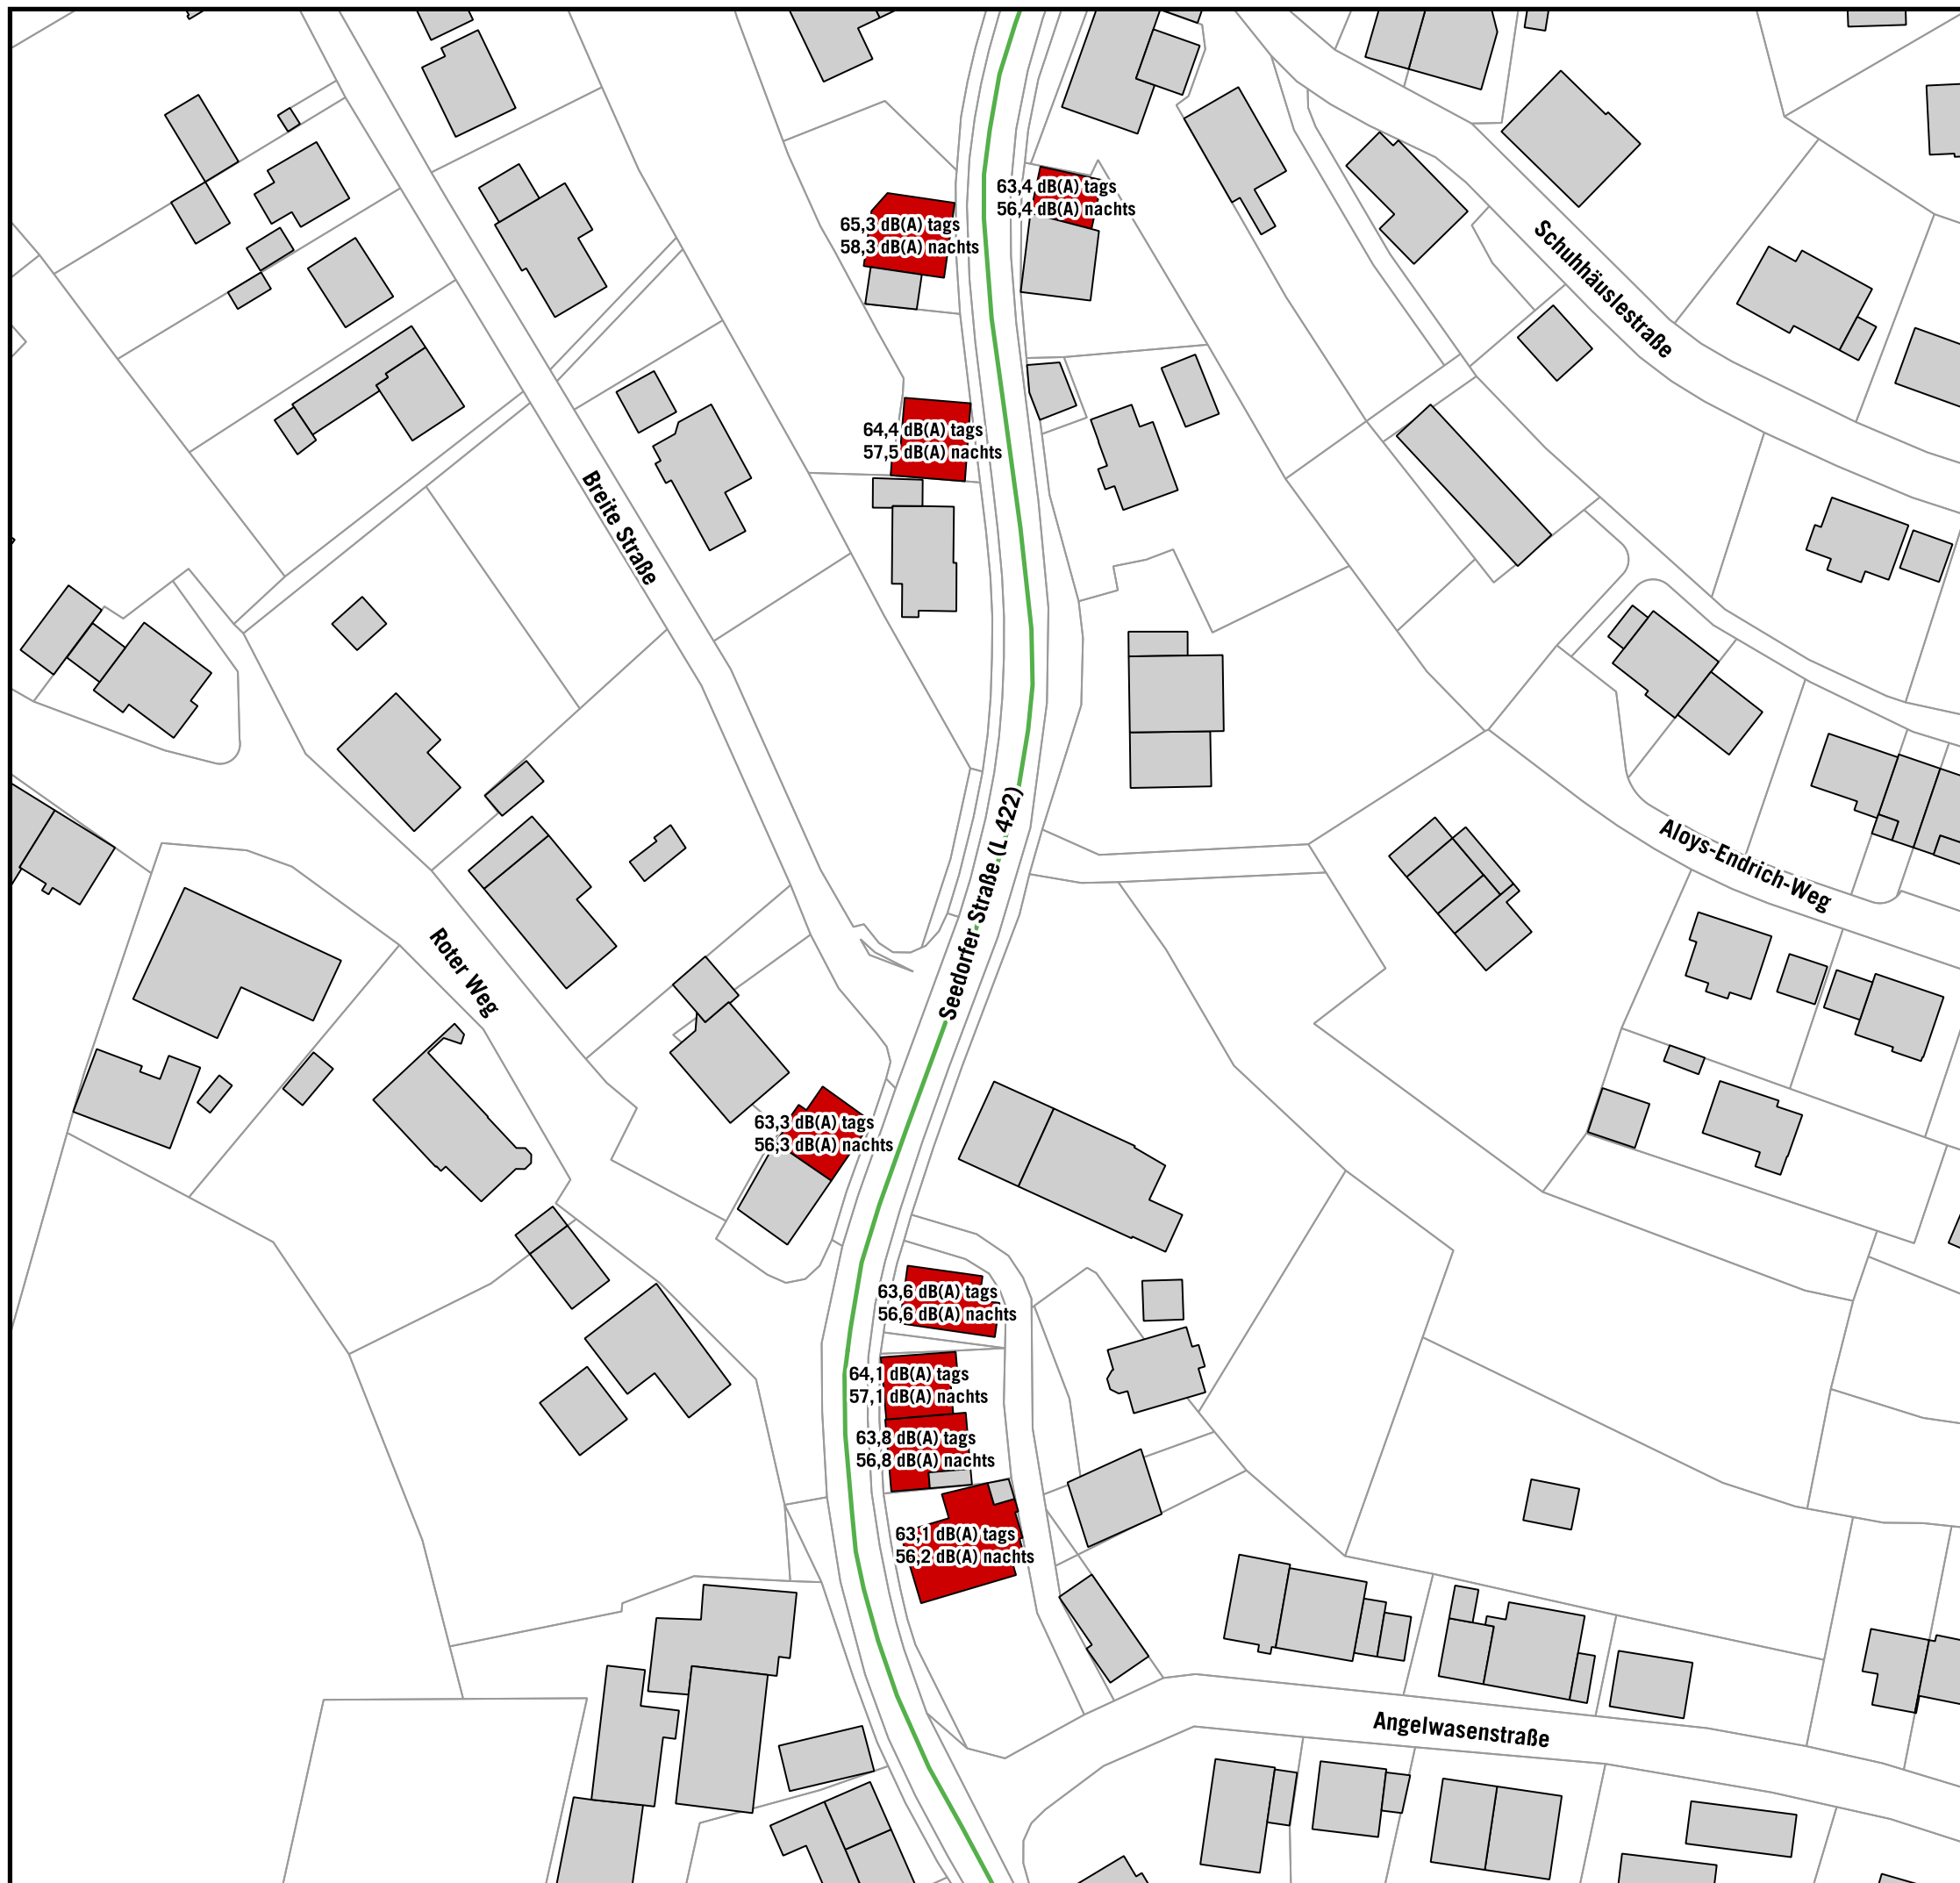 63,4 dB(A) tags
56,4 dB(A) nachts
65,3 dB(A) tags
58,3 dB(A) nachts
Schuhhäuslestraße
64,4 dB(A) tags
57,5 dB(A) nachts
Breite Straße
Seedorfer Straße (L 422)
Aloys-Endrich-Weg
Roter Weg
63,3 dB(A) tags
56,3 dB(A) nachts
63,6 dB(A) tags
56,6 dB(A) nachts
64,1 dB(A) tags
57,1 dB(A) nachts
63,8 dB(A) tags
56,8 dB(A) nachts
63,1 dB(A) tags
56,2 dB(A) nachts
Angelwasenstraße